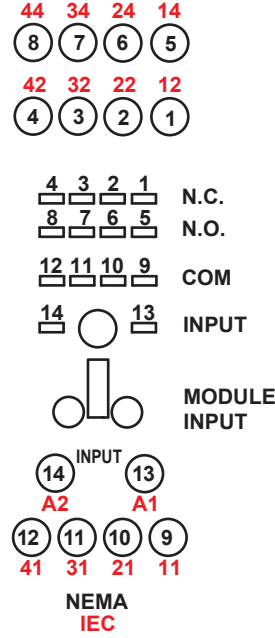 44 34 24 14
8 7 6 5
42 32 22 12
4 3 2 1
4 3 2 1 N.C.
8 7 6 5 N.O.
12 11 10 9 COM
14 13 INPUT
MODULE
INPUT
INPUT
14 13
A2 A1
12 11 10 9
41 31 21 11
NEMA
IEC